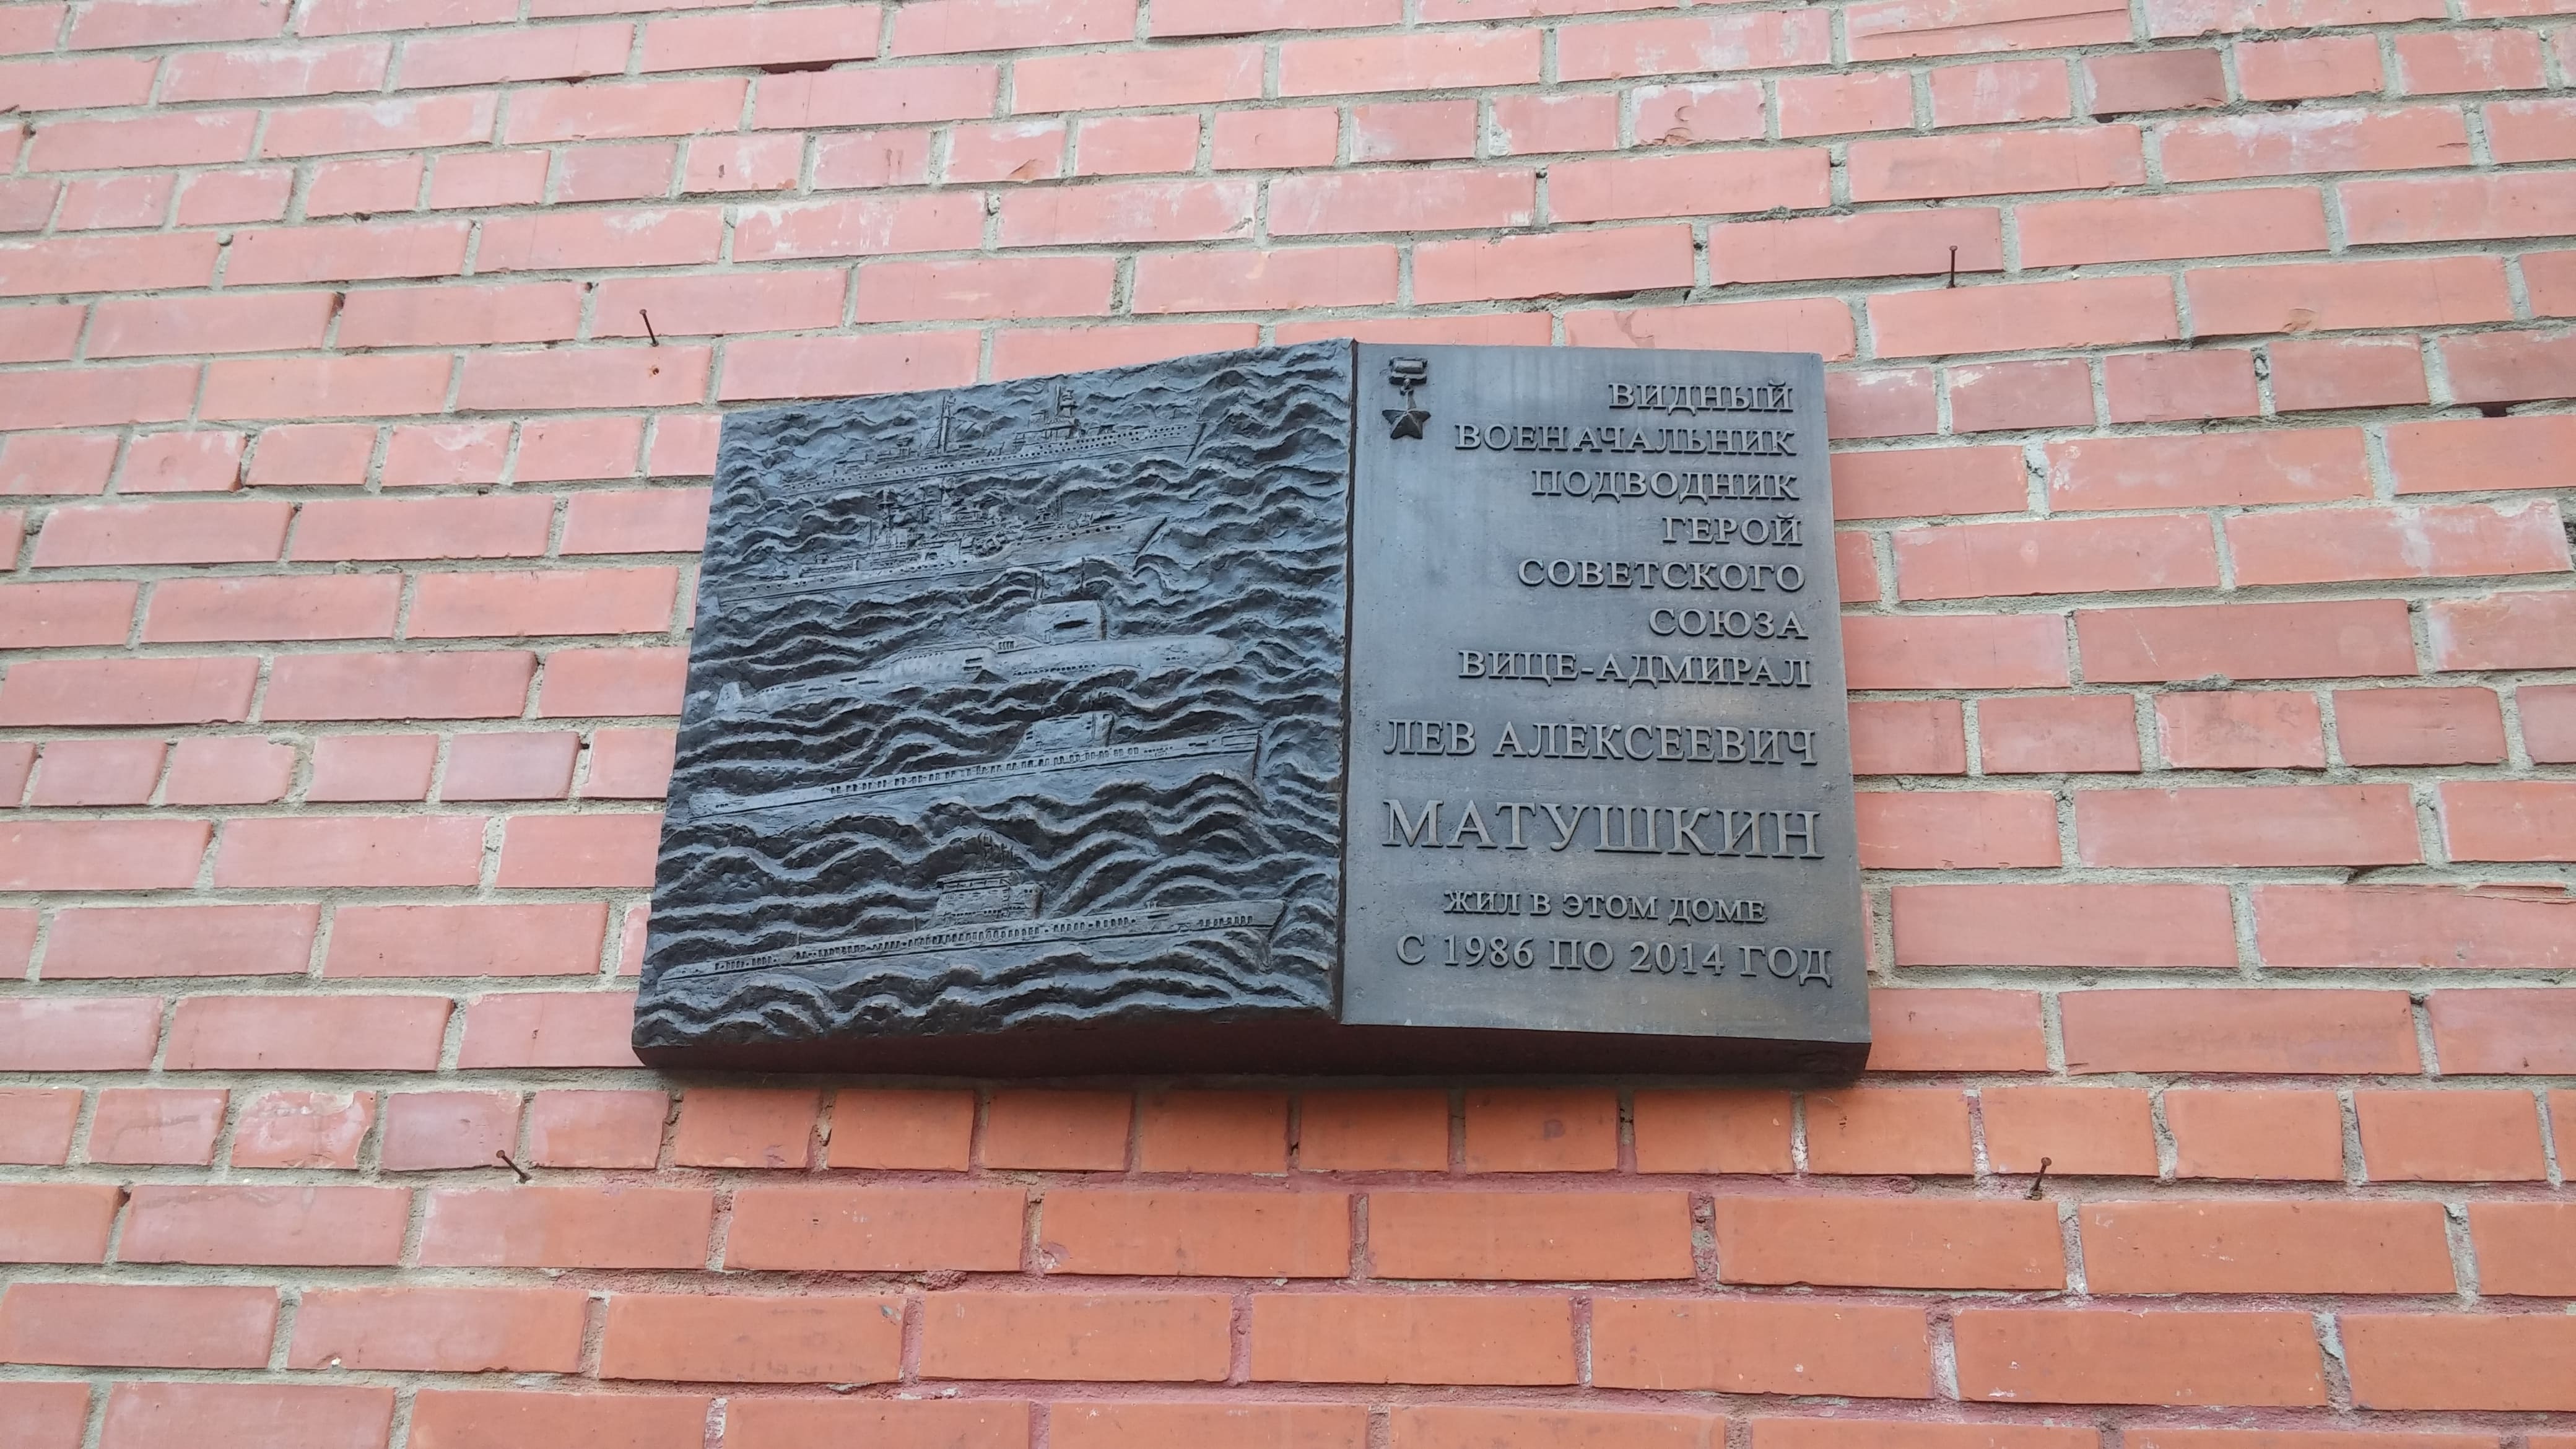 ВИДНЫЙ
ВОЕНАЧАЛЬНИК
ПОДВОДНИК
ГЕРОЙ
СОВЕТСКОГО
СОЮЗА
ВИЦЕ-АДМИРАЛ
ЛЕВ АЛЕКСЕЕВИЧ
МАТУШКИН
ЖИЛ В ЭТОМ ДОМЕ
С 1986 ПО 2014 ГОД